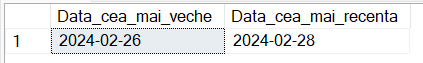 Data_cea_mai_veche Data_cea_mai_recenta
1 2024-02-26 2024-02-28